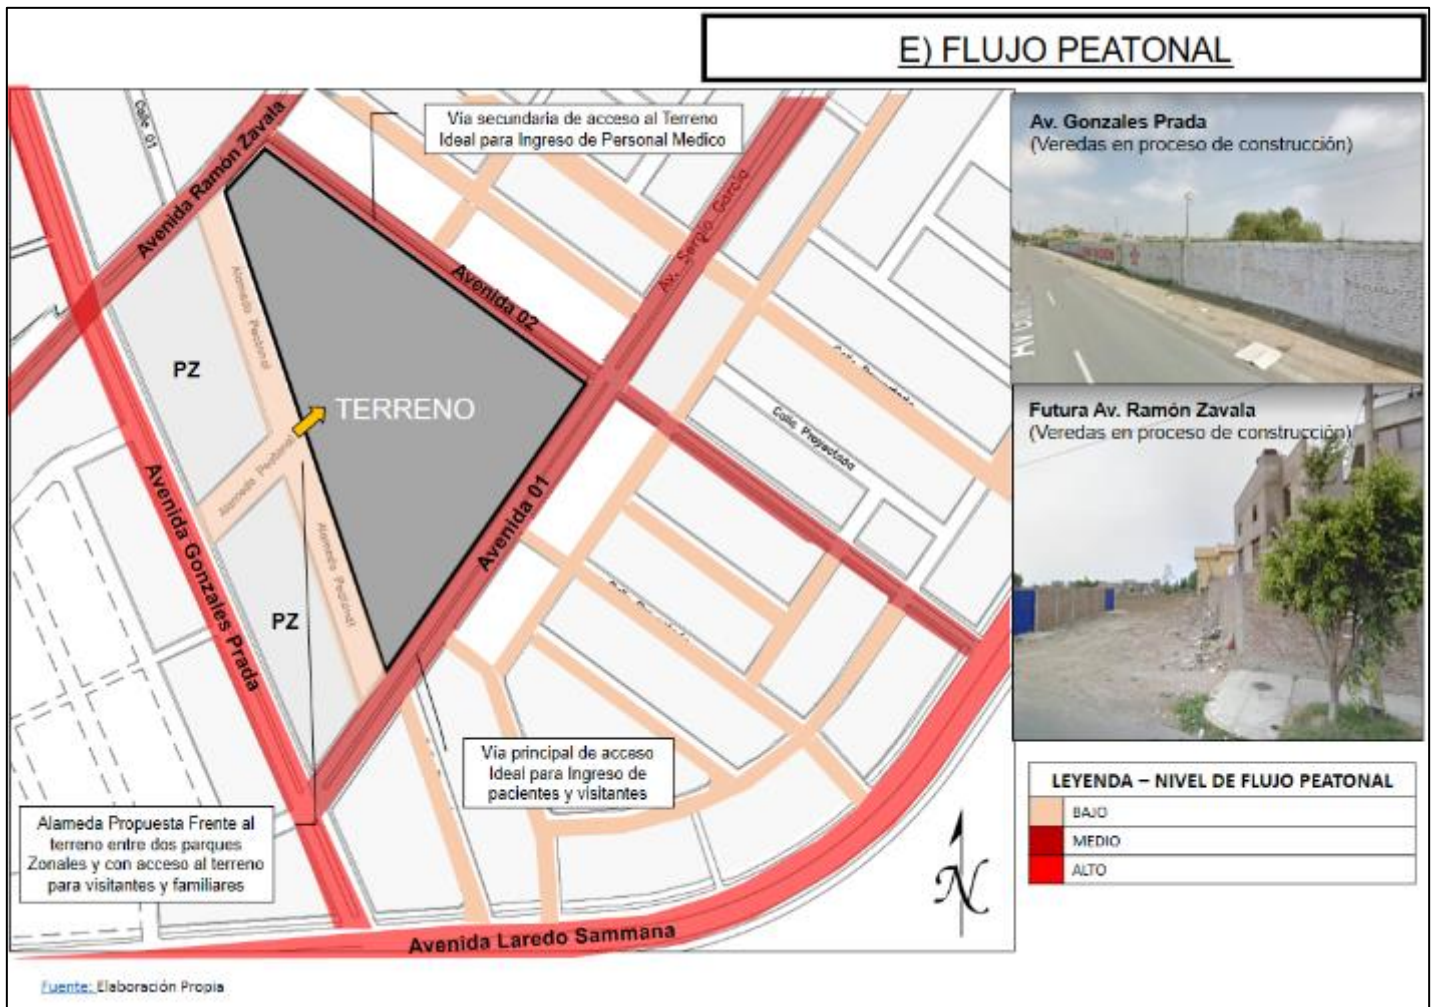 E) FLUJO PEATONAL
Calle 01
Avenida Ramón Zavala
Vía secundaria de acceso al Terreno
Ideal para Ingreso de Personal Medico
Av. Sergio García
Avenida 02
Alameda Peatonal
PZ
TERRENO
Calle Proyectada
Alameda Peatonal
Avenida 01
Avenida Gonzales Prada
Alameda Peatonal
PZ
Vía principal de acceso
Ideal para Ingreso de
pacientes y visitantes
Alameda Propuesta Frente al
terreno entre dos parques
Zonales y con acceso al terreno
para visitantes y familiares
N
Avenida Laredo Sammana
Av. Gonzales Prada
(Veredas en proceso de construcción)
Futura Av. Ramón Zavala
(Veredas en proceso de construcción)
LEYENDA – NIVEL DE FLUJO PEATONAL
BAJO
MEDIO
ALTO
Fuente: Elaboración Propia